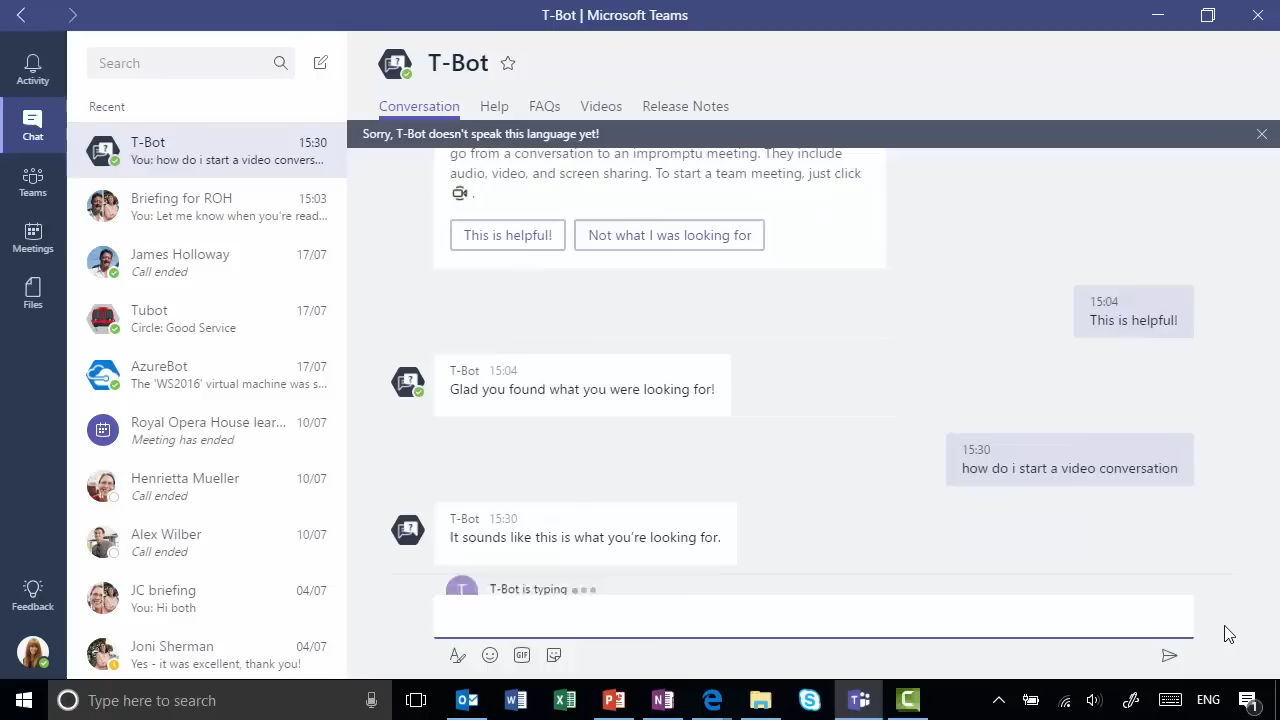 T-Bot | Microsoft Teams
Activity
Chat
Teams
Meetings
Files
Feedback
Search
Recent
T-Bot 15:30
You: how do i start a video convers...
Briefing for ROH 15:03
You: Let me know when you're read...
James Holloway 17/07
Call ended
Tubot 17/07
Circle: Good Service
AzureBot 17/07
The 'WS2016' virtual machine was s...
Royal Opera House lear... 10/07
Meeting has ended
Henrietta Mueller 10/07
Call ended
Alex Wilber 10/07
Call ended
JC briefing 04/07
You: Hi both
Joni Sherman 04/07
Yes - it was excellent, thank you!
T-Bot
Conversation Help FAQs Videos Release Notes
Sorry, T-Bot doesn't speak this language yet!
go from a conversation to an impromptu meeting. They include
audio, video, and screen sharing. To start a team meeting, just click
.
This is helpful! Not what I was looking for
15:04
This is helpful!
T-Bot 15:04
Glad you found what you were looking for!
15:30
how do i start a video conversation
T-Bot 15:30
It sounds like this is what you're looking for.
T T-Bot is typing
GIF
Type here to search
ENG
1